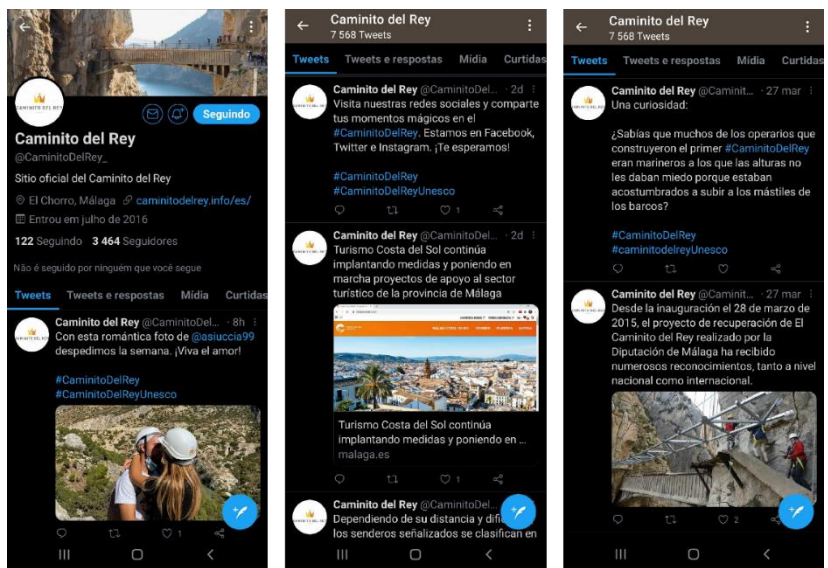 CAMINITO DEL REY
Seguindo
Caminito del Rey
@CaminitoDelRey_
Sitio oficial del Caminito del Rey
El Chorro, Málaga caminitodelrey.info/es/
Entrou em julho de 2016
122 Seguindo 3 464 Seguidores
Não é seguido por ninguém que você segue
Tweets Tweets e respostas Mídia Curtidas
Caminito del Rey @CaminitoDel... · 8h
Con esta romántica foto de @asiuccia99
despedimos la semana. ¡Viva el amor!
#CaminitoDelRey
#CaminitoDelReyUnesco
1
Caminito del Rey
7 568 Tweets
Tweets Tweets e respostas Mídia Curtidas
Caminito del Rey @CaminitoDel... · 2d
Visita nuestras redes sociales y comparte
tus momentos mágicos en el
#CaminitoDelRey. Estamos en Facebook,
Twitter e Instagram. ¡Te esperamos!
#CaminitoDelRey
#CaminitoDelReyUnesco
1
Caminito del Rey @CaminitoDel... · 2d
Turismo Costa del Sol continúa
implantando medidas y poniendo en
marcha proyectos de apoyo al sector
turístico de la provincia de Málaga
Turismo Costa del Sol continúa
implantando medidas y poniendo en ...
malaga.es
1
Caminito del Rey @CaminitoDel...
Dependiendo de su distancia y
los senderos señalizados se clasifican en
Caminito del Rey
7 568 Tweets
Tweets Tweets e respostas Mídia Curtidas
Caminito del Rey @Caminit... · 27 mar
Una curiosidad:
¿Sabías que muchos de los operarios que
construyeron el primer #CaminitoDelRey
eran marineros a los que las alturas no
les daban miedo porque estaban
acostumbrados a subir a los mástiles de
los barcos?
#CaminitoDelRey
#caminitodelreyUnesco
Caminito del Rey @Caminit... · 27 mar
Desde la inauguración el 28 de marzo de
2015, el proyecto de recuperación de El
Caminito del Rey realizado por la
Diputación de Málaga ha recibido
numerosos reconocimientos, tanto a nivel
nacional como internacional.
2